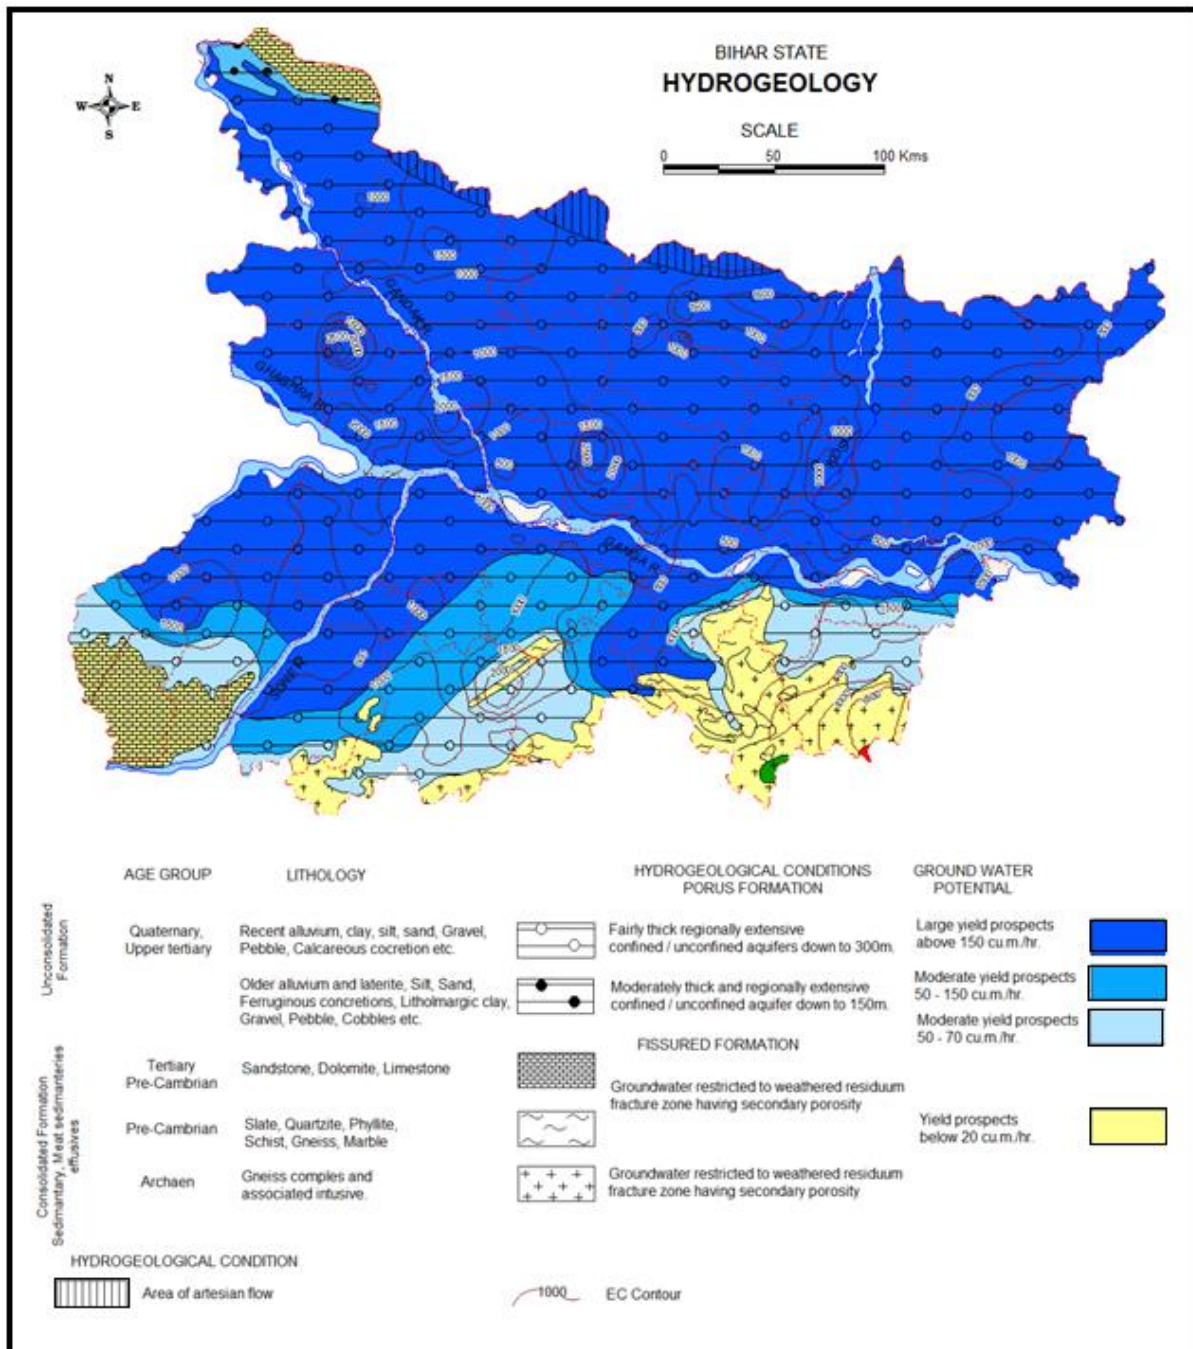 BIHAR STATE
HYDROGEOLOGY
SCALE
0 50 100 Kms
N
W E
S
GANDAK R.
GHAGHRA R.
KOSI
GANGA R.
SONE R.
AGE GROUP
LITHOLOGY
HYDROGEOLOGICAL CONDITIONS
PORUS FORMATION
GROUND WATER
POTENTIAL
Unconsolidated
Formation
Quaternary,
Upper tertiary
Recent alluvium, clay, silt, sand, Gravel,
Pebble, Calcareous cocretion etc.
Fairly thick regionally extensive
confined / unconfined aquifers down to 300m.
Large yield prospects
above 150 cu.m./hr.
Older alluvium and laterite, Silt, Sand,
Ferruginous concretions, Litholmargic clay,
Gravel, Pebble, Cobbles etc.
Moderately thick and regionally extensive
confined / unconfined aquifer down to 150m.
Moderate yield prospects
50 - 150 cu.m./hr.
Moderate yield prospects
50 - 70 cu.m./hr.
FISSURED FORMATION
Consolidated Formation
Sedimantary, Meat sedimanteries
effusives
Tertiary
Pre-Cambrian
Sandstone, Dolomite, Limestone
Groundwater restricted to weathered residuum
fracture zone having secondary porosity
Pre-Cambrian
Slate, Quartzite, Phyllite,
Schist, Gneiss, Marble
Yield prospects
below 20 cu.m./hr.
Archaen
Gneiss comples and
associated intusive.
Groundwater restricted to weathered residuum
fracture zone having secondary porosity
HYDROGEOLOGICAL CONDITION
Area of artesian flow
1000
EC Contour